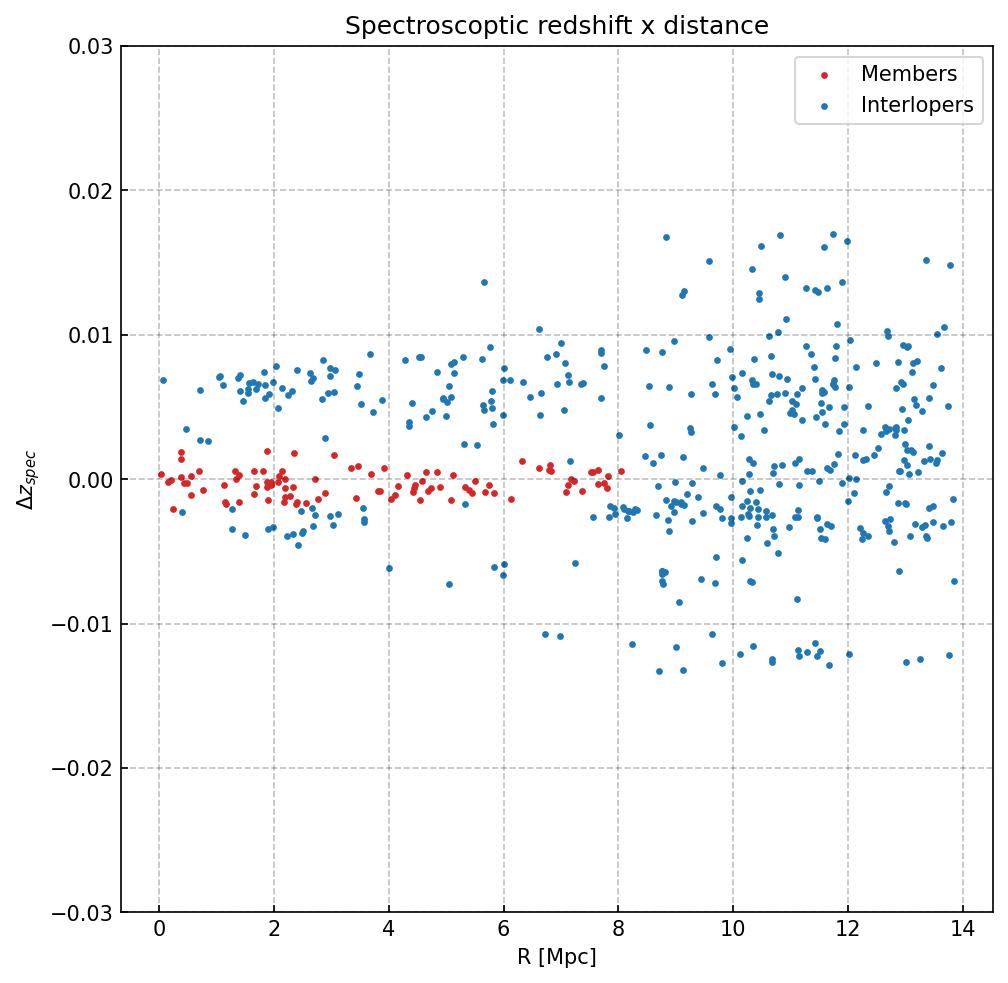 Spectroscoptic redshift x distance
Members
Interlopers
0.03
0.02
0.01
0.00
−0.01
−0.02
−0.03
Δz_spec
0 2 4 6 8 10 12 14
R [Mpc]